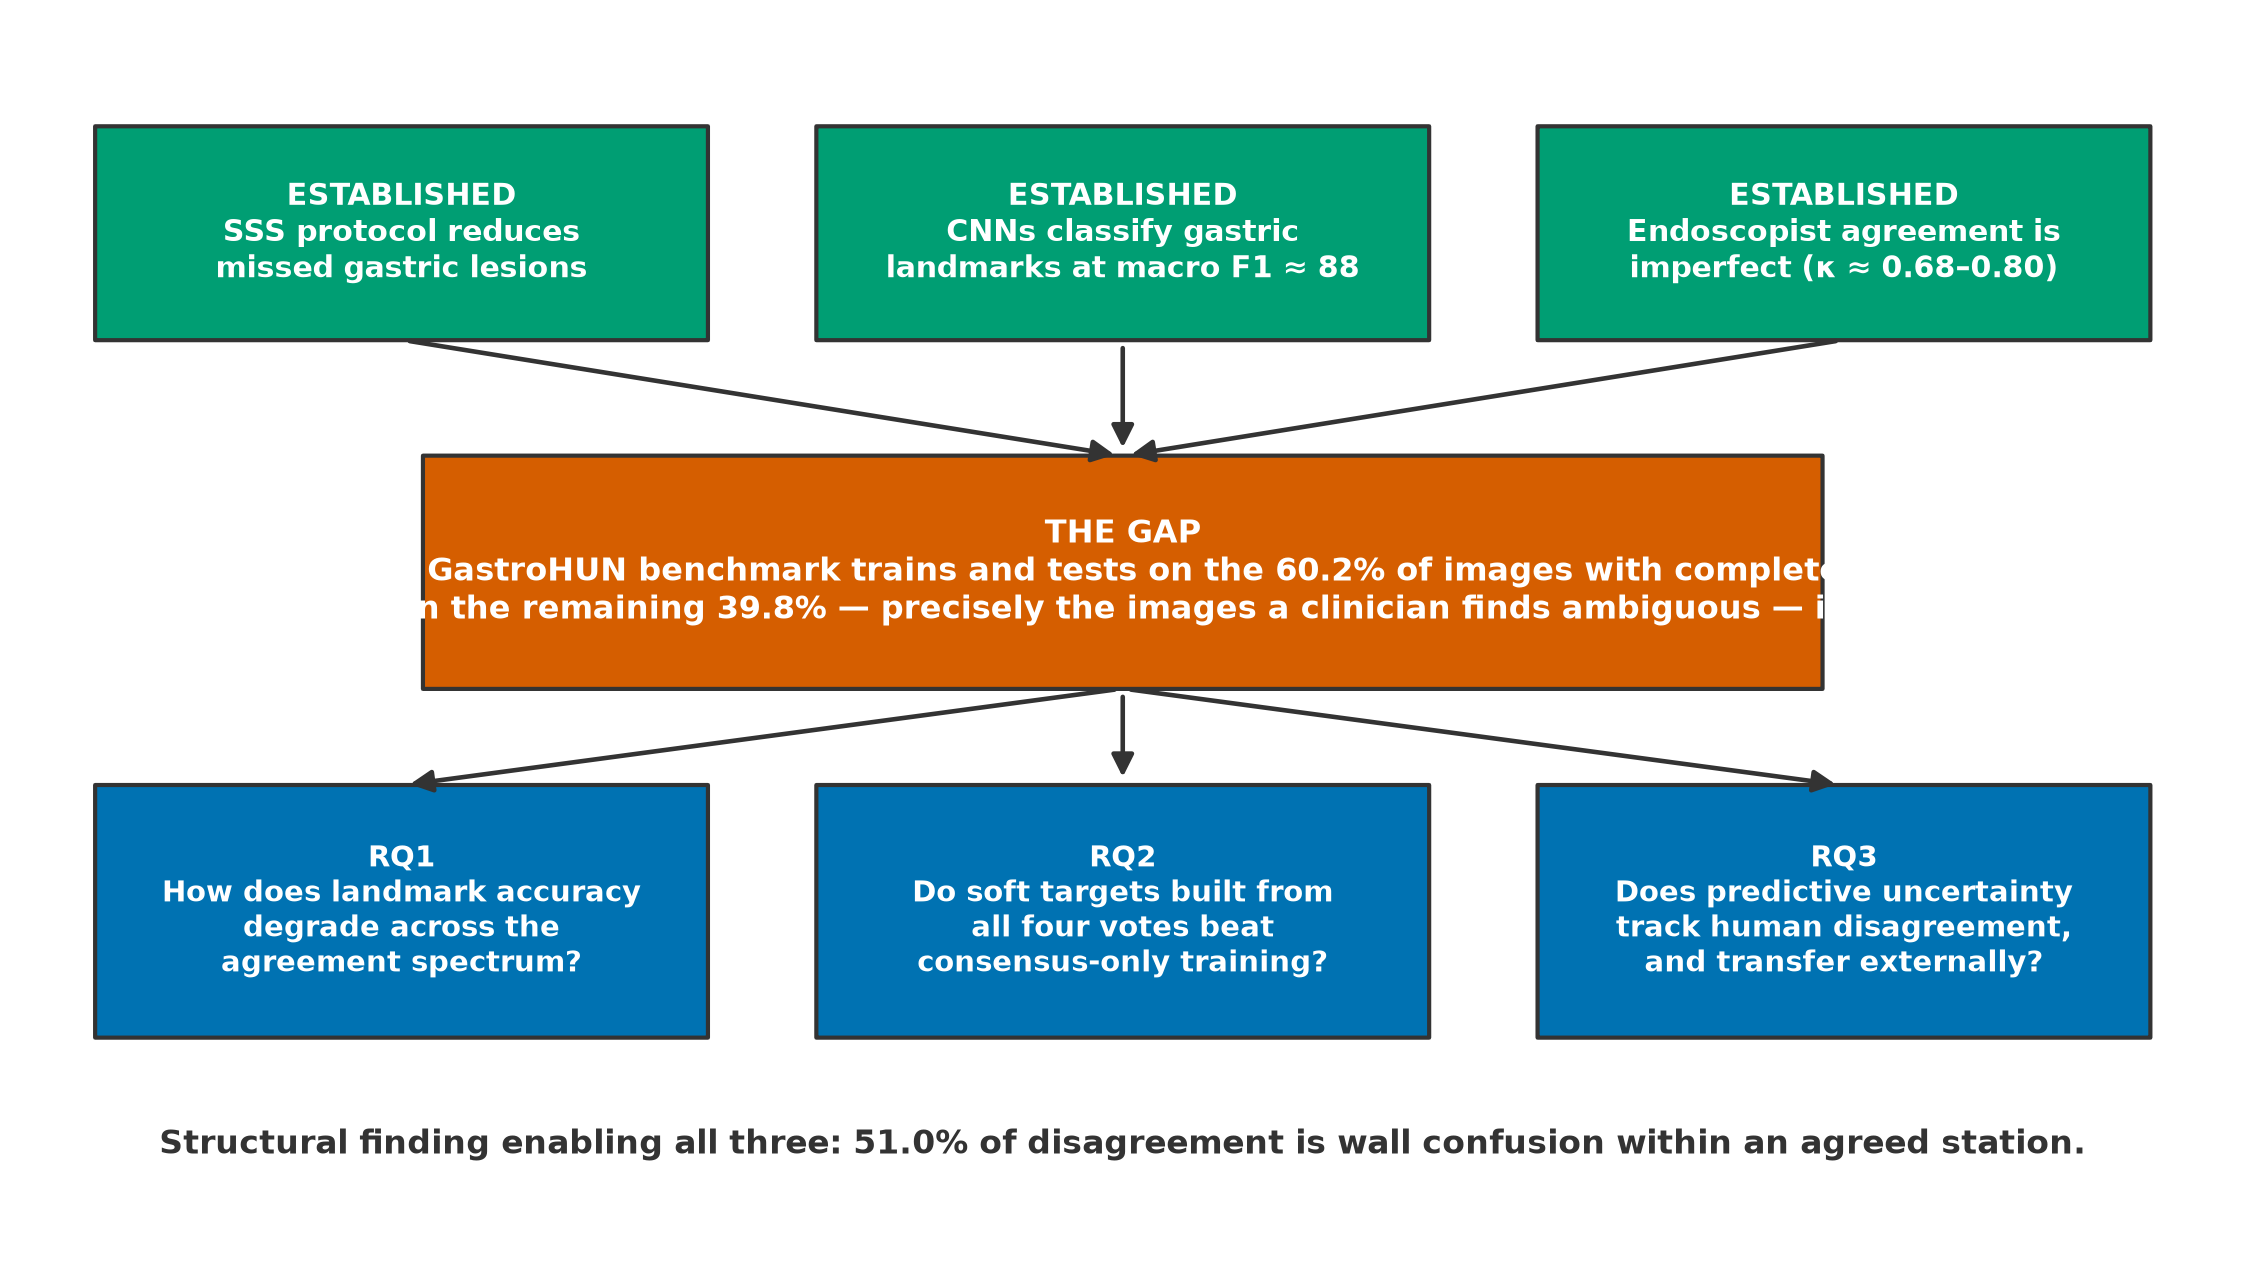 ESTABLISHED
SSS protocol reduces
missed gastric lesions
ESTABLISHED
CNNs classify gastric
landmarks at macro F1 ≈ 88
ESTABLISHED
Endoscopist agreement is
imperfect (κ ≈ 0.68–0.80)
THE GAP
GastroHUN benchmark trains and tests on the 60.2% of images with complete
the remaining 39.8% — precisely the images a clinician finds ambiguous —
RQ1
How does landmark accuracy
degrade across the
agreement spectrum?
RQ2
Do soft targets built from
all four votes beat
consensus-only training?
RQ3
Does predictive uncertainty
track human disagreement,
and transfer externally?
Structural finding enabling all three: 51.0% of disagreement is wall confusion within an agreed station.